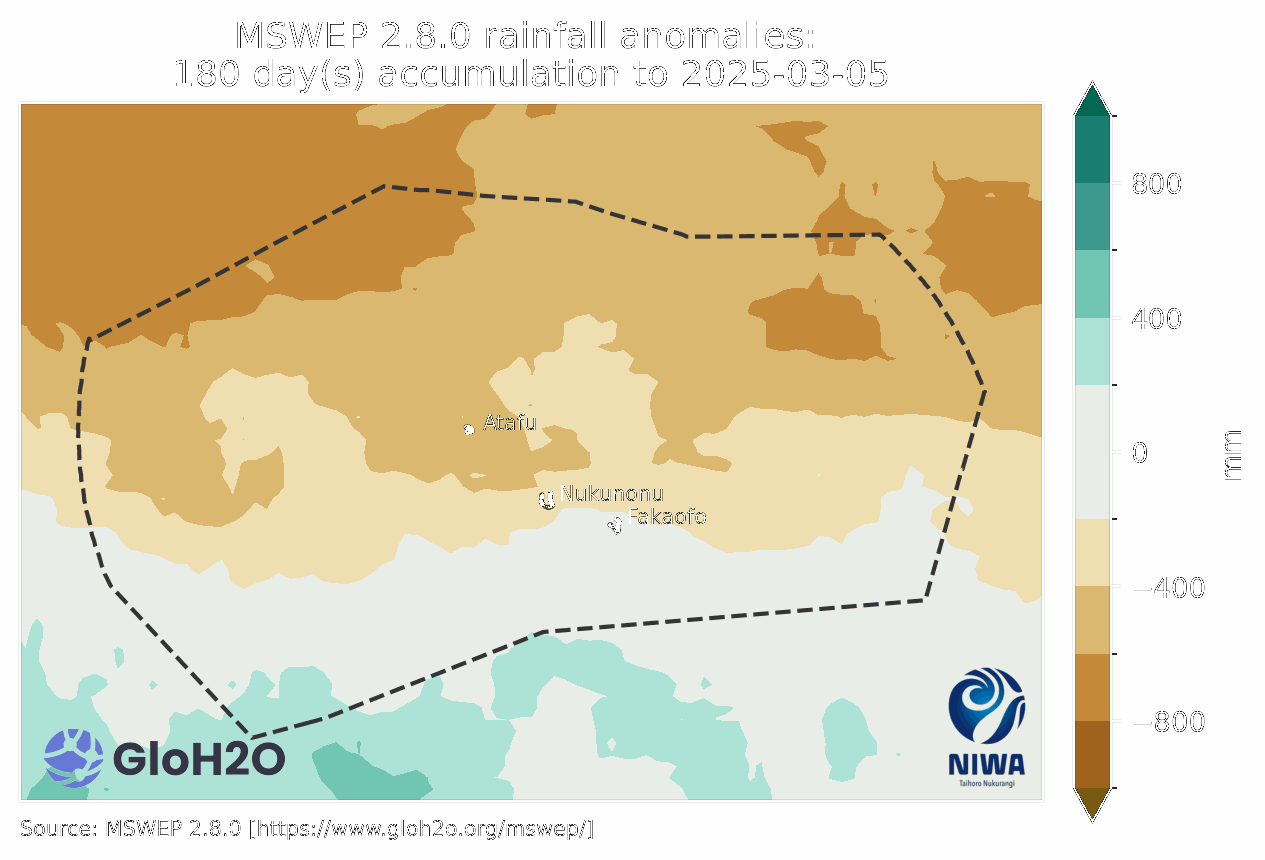 MSWEP 2.8.0 rainfall anomalies:
180 day(s) accumulation to 2025-03-05
800
400
0
−400
−800
mm
Atafu
Nukunonu
Fakaofo
GloH2O
NIWA
Taihoro Nukurangi
Source: MSWEP 2.8.0 [https://www.gloh2o.org/mswep/]